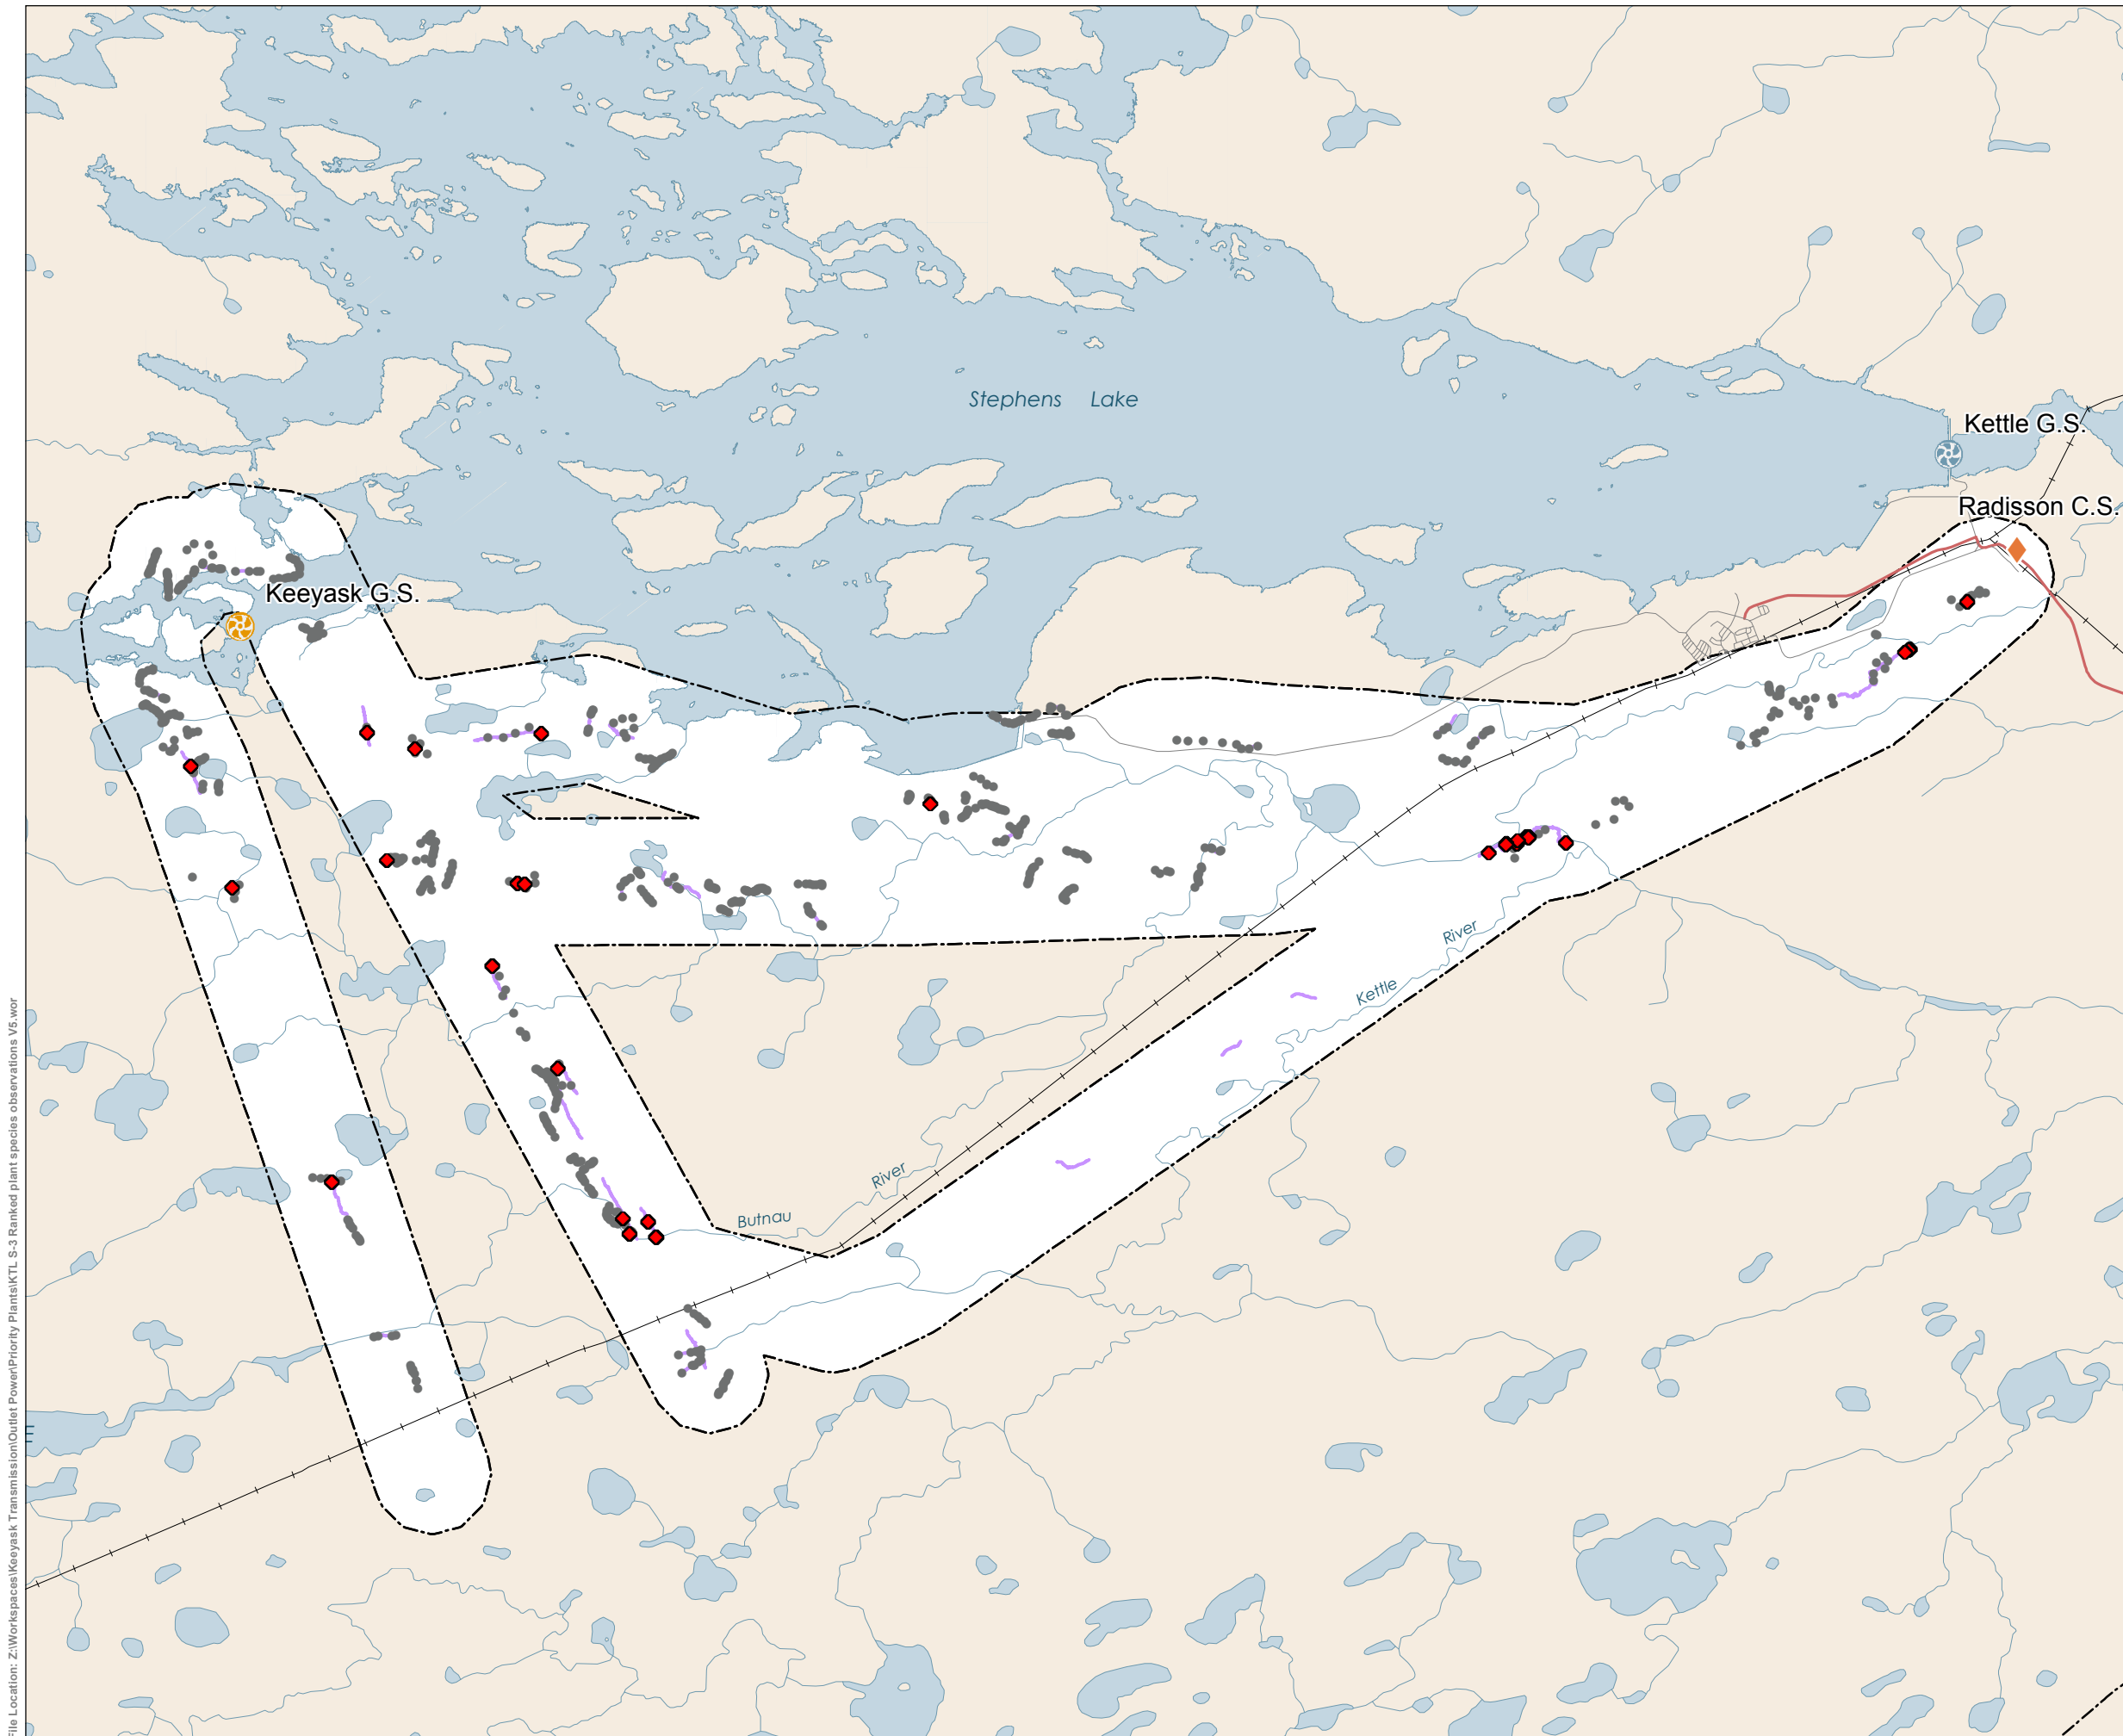 Stephens Lake
Kettle G.S.
Radisson C.S.
Keeyask G.S.
River
Kettle
River
Butnau
E
File Location: Z:\Workspaces\Keeyask Transmission\Outlet Power\Priority Plants\KTL S-3 Ranked plant species observations V5.wor